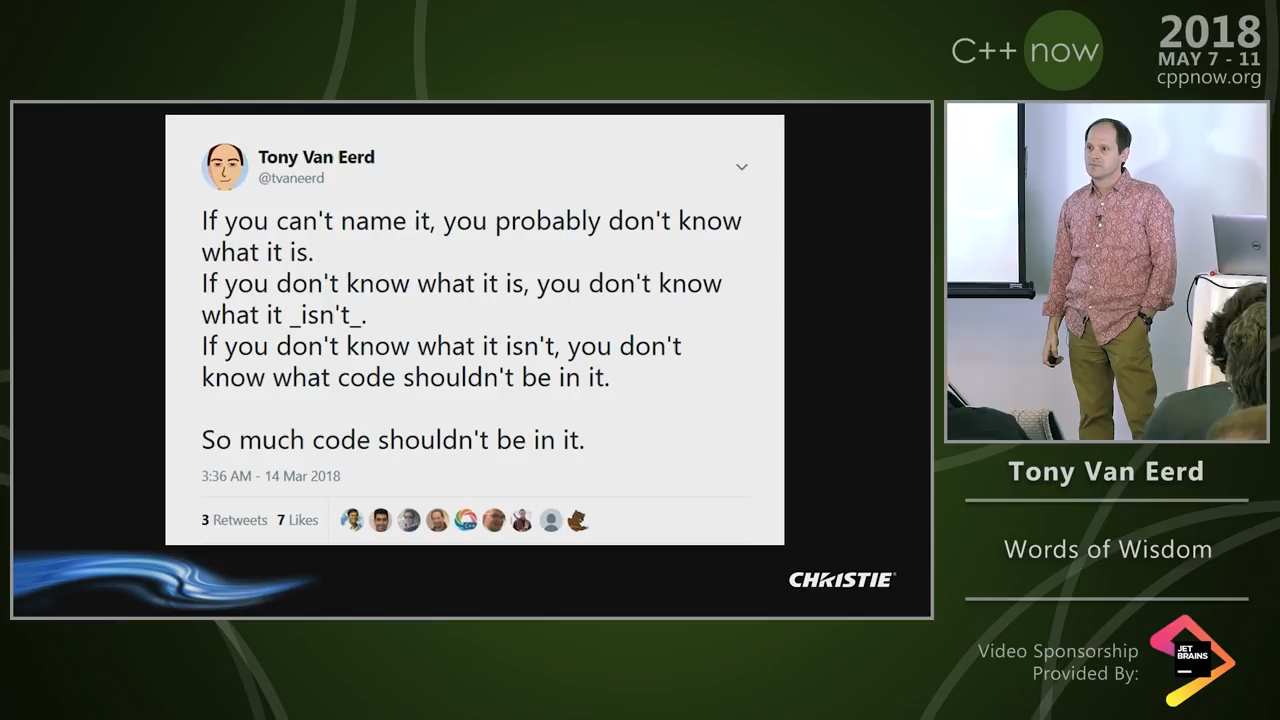 C++ now
2018
MAY 7 - 11
cppnow.org
Tony Van Eerd
@tvaneerd
If you can't name it, you probably don't know
what it is.
If you don't know what it is, you don't know
what it _isn't_.
If you don't know what it isn't, you don't
know what code shouldn't be in it.
So much code shouldn't be in it.
3:36 AM - 14 Mar 2018
3 Retweets 7 Likes
CHRISTIE
Tony Van Eerd
Words of Wisdom
Video Sponsorship
Provided By:
JET
BRAINS